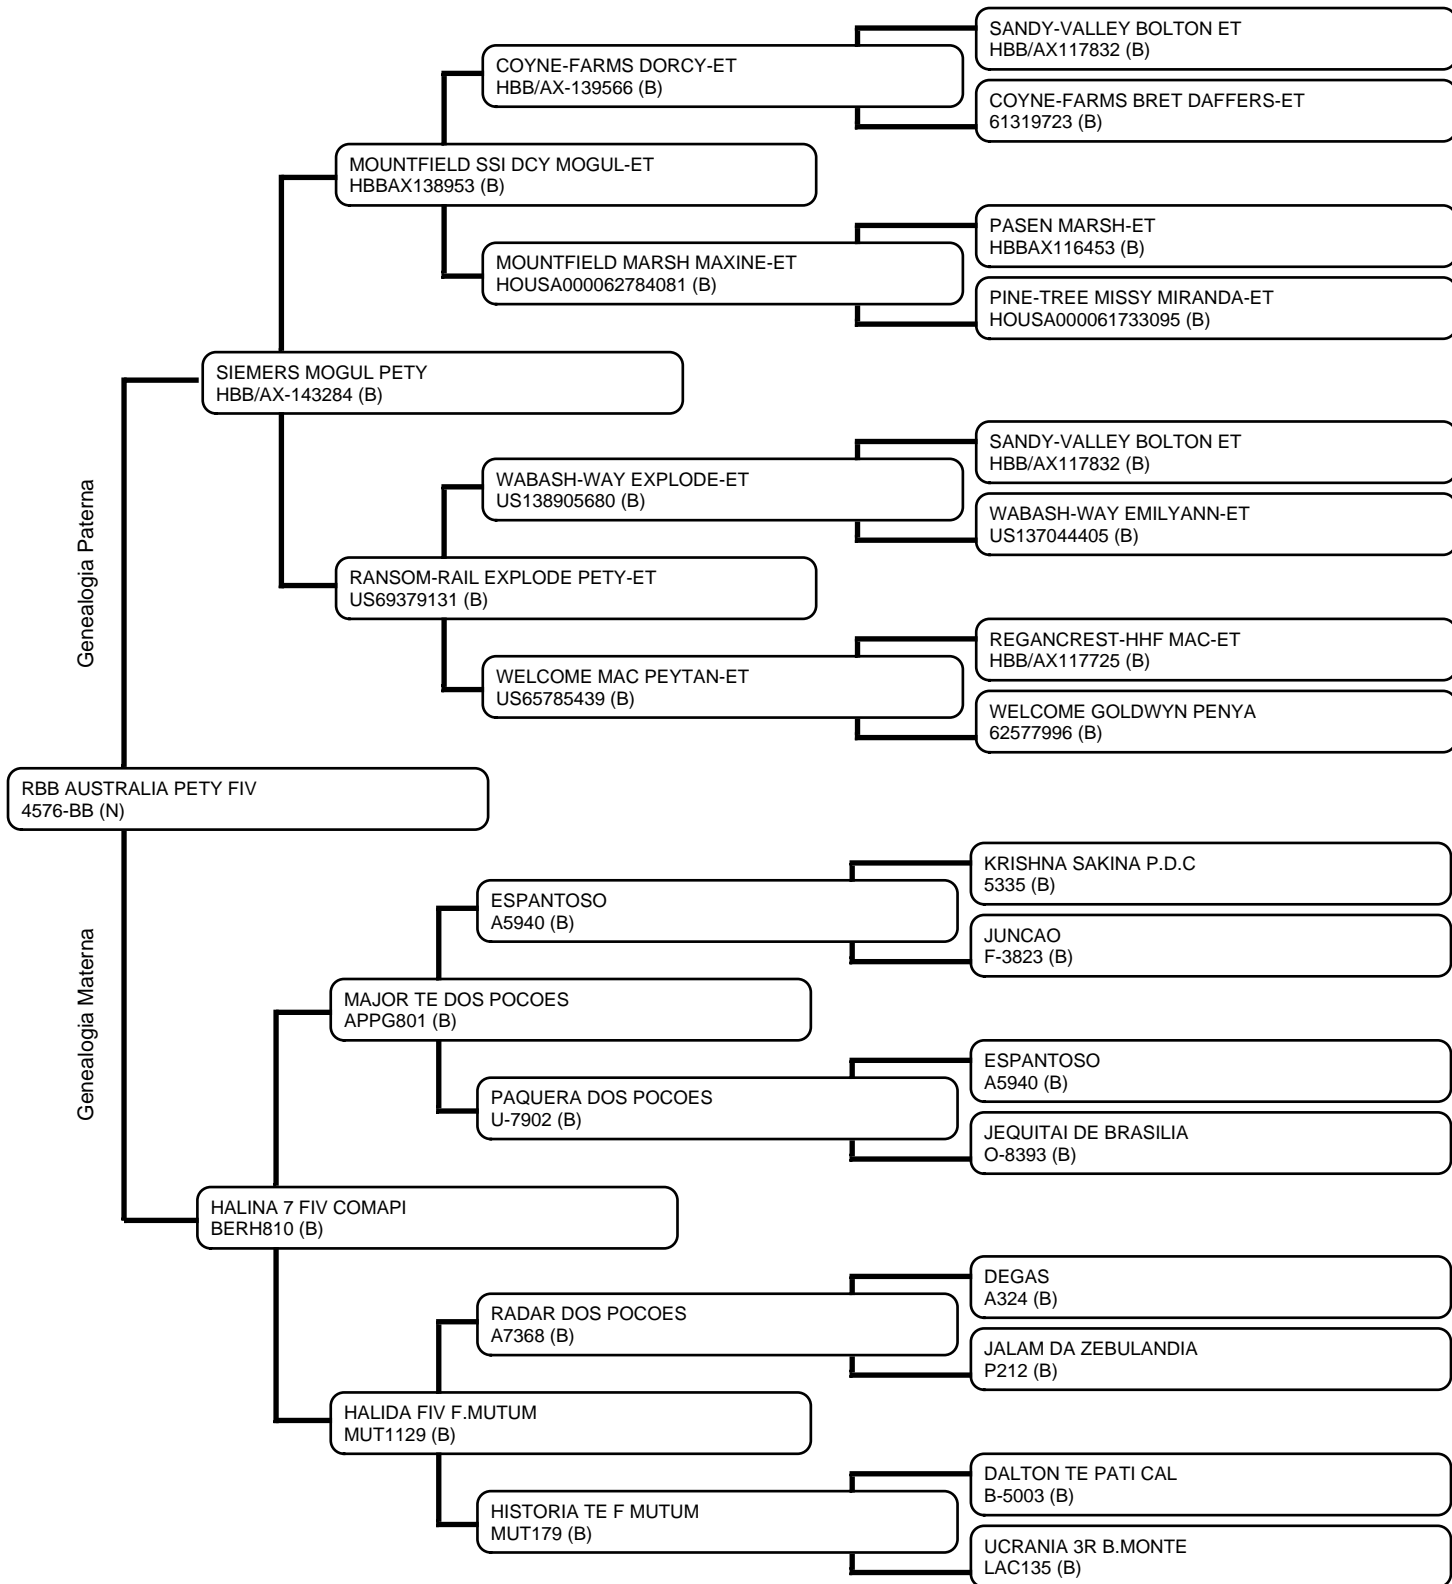 SANDY-VALLEY BOLTON ET
HBB/AX117832 (B)
COYNE-FARMS DORCY-ET
HBB/AX-139566 (B)
COYNE-FARMS BRET DAFFERS-ET
61319723 (B)
MOUNTFIELD SSI DCY MOGUL-ET
HBBAX138953 (B)
PASEN MARSH-ET
HBBAX116453 (B)
MOUNTFIELD MARSH MAXINE-ET
HOUSA000062784081 (B)
PINE-TREE MISSY MIRANDA-ET
HOUSA000061733095 (B)
SIEMERS MOGUL PETY
HBB/AX-143284 (B)
SANDY-VALLEY BOLTON ET
HBB/AX117832 (B)
WABASH-WAY EXPLODE-ET
US138905680 (B)
WABASH-WAY EMILYANN-ET
US137044405 (B)
Genealogia Paterna
RANSOM-RAIL EXPLODE PETY-ET
US69379131 (B)
REGANCREST-HHF MAC-ET
HBB/AX117725 (B)
WELCOME MAC PEYTAN-ET
US65785439 (B)
WELCOME GOLDWYN PENYA
62577996 (B)
RBB AUSTRALIA PETY FIV
4576-BB (N)
KRISHNA SAKINA P.D.C
5335 (B)
ESPANTOSO
A5940 (B)
JUNCAO
F-3823 (B)
Genealogia Materna
MAJOR TE DOS POCOES
APPG801 (B)
ESPANTOSO
A5940 (B)
PAQUERA DOS POCOES
U-7902 (B)
JEQUITAI DE BRASILIA
O-8393 (B)
HALINA 7 FIV COMAPI
BERH810 (B)
DEGAS
A324 (B)
RADAR DOS POCOES
A7368 (B)
JALAM DA ZEBULANDIA
P212 (B)
HALIDA FIV F.MUTUM
MUT1129 (B)
DALTON TE PATI CAL
B-5003 (B)
HISTORIA TE F MUTUM
MUT179 (B)
UCRANIA 3R B.MONTE
LAC135 (B)